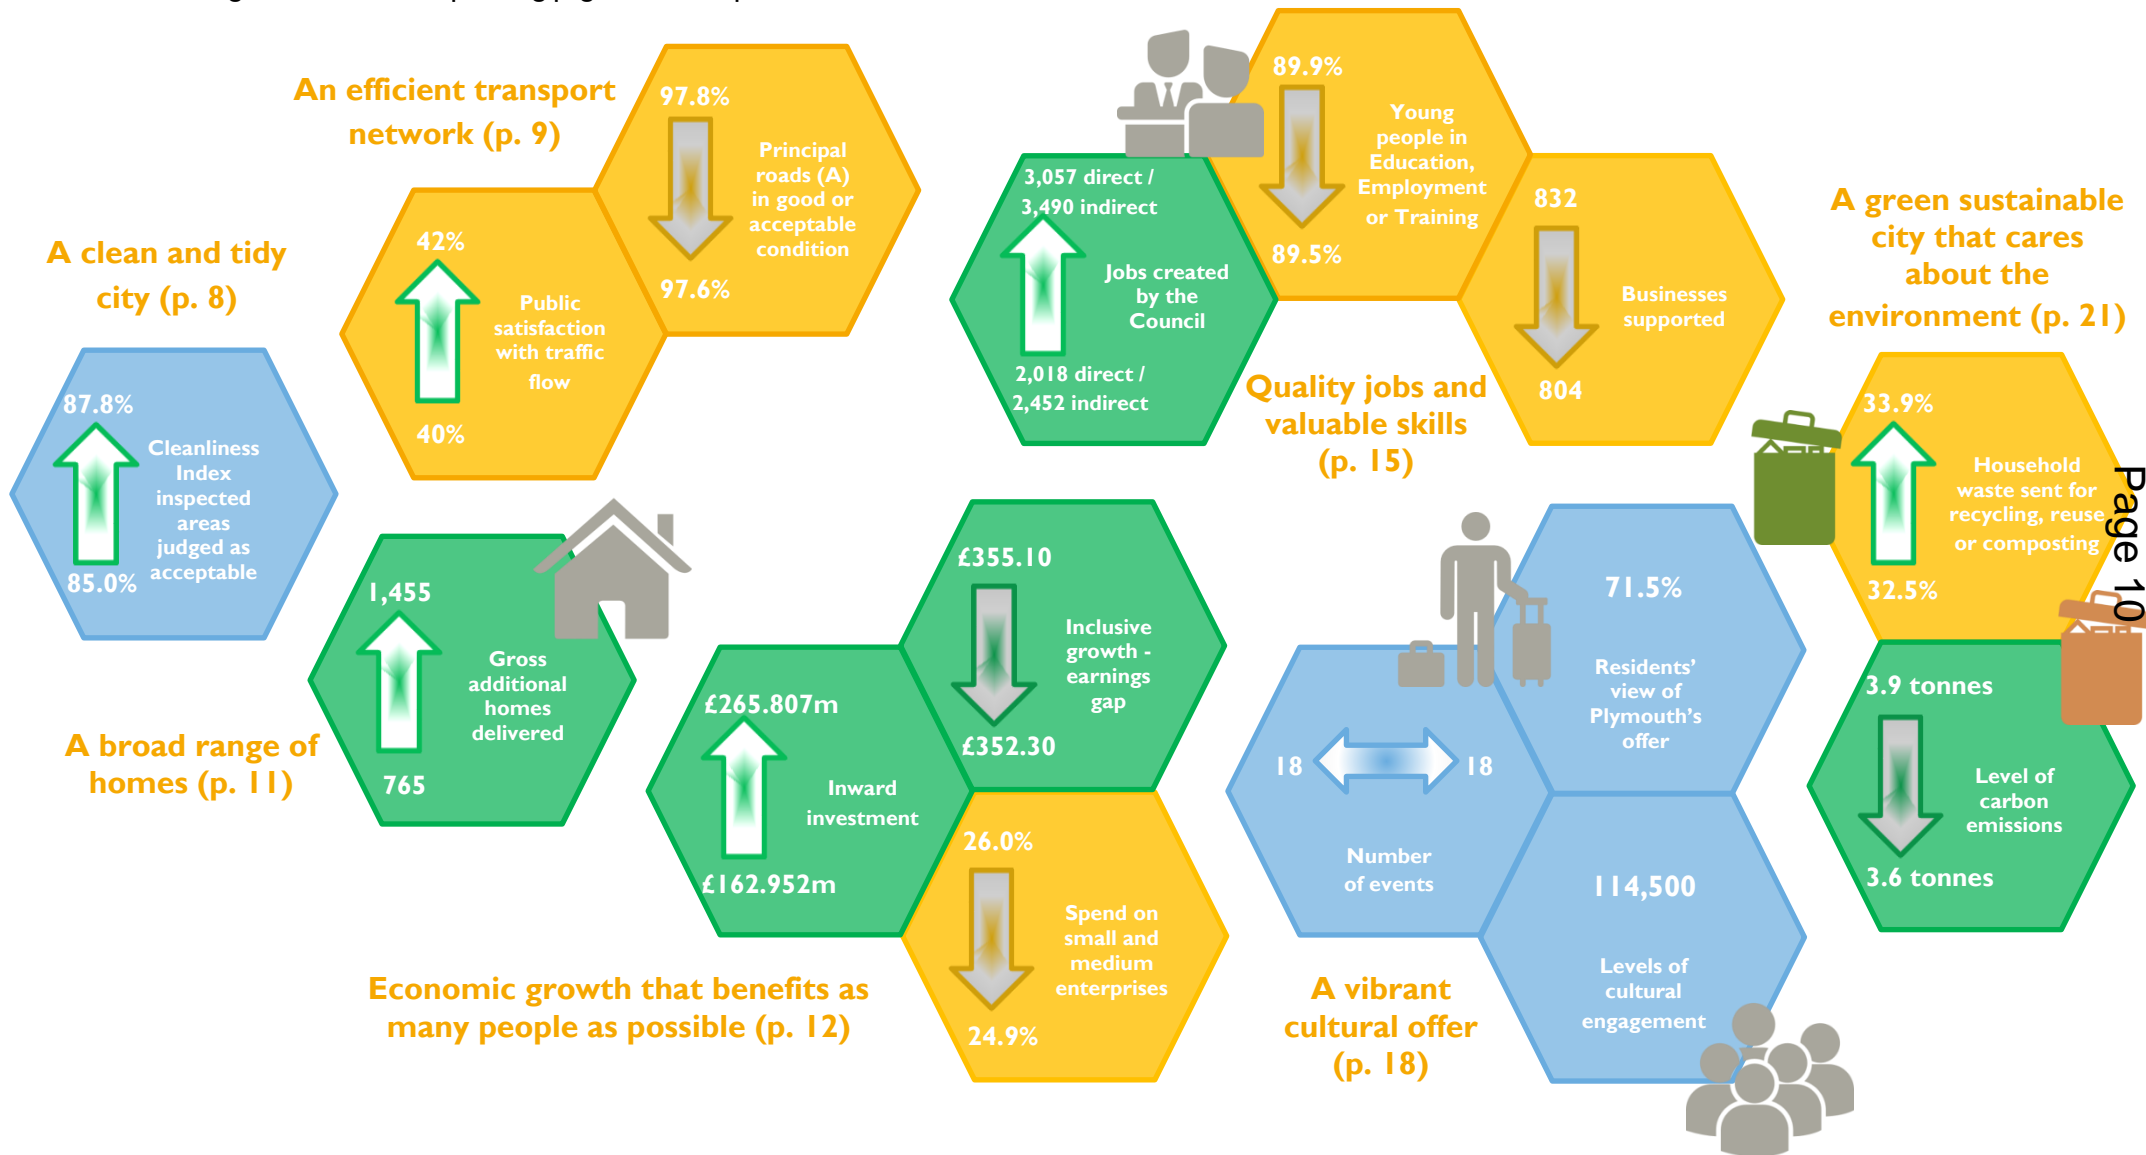 An efficient transport
network (p. 9)
97.8%
Principal
roads (A)
in good or
acceptable
condition
97.6%
42%
Public
satisfaction
with traffic
flow
40%
A clean and tidy
city (p. 8)
87.8%
Cleanliness
Index
inspected
areas
judged as
acceptable
85.0%
89.9%
Young
people in
Education,
Employment
or Training
89.5%
3,057 direct /
3,490 indirect
Jobs created
by the
Council
2,018 direct /
2,452 indirect
832
Businesses
supported
804
Quality jobs and
valuable skills
(p. 15)
A green sustainable
city that cares
about the
environment (p. 21)
33.9%
Household
waste sent for
recycling, reuse
or composting
32.5%
Page 10
3.9 tonnes
Level of
carbon
emissions
3.6 tonnes
1,455
Gross
additional
homes
delivered
765
A broad range of
homes (p. 11)
£355.10
Inclusive
growth -
earnings
gap
£352.30
£265.807m
Inward
investment
£162.952m
26.0%
Spend on
small and
medium
enterprises
24.9%
Economic growth that benefits as
many people as possible (p. 12)
71.5%
Residents'
view of
Plymouth's
offer
18
18
Number
of events
114,500
Levels of
cultural
engagement
A vibrant
cultural offer
(p. 18)